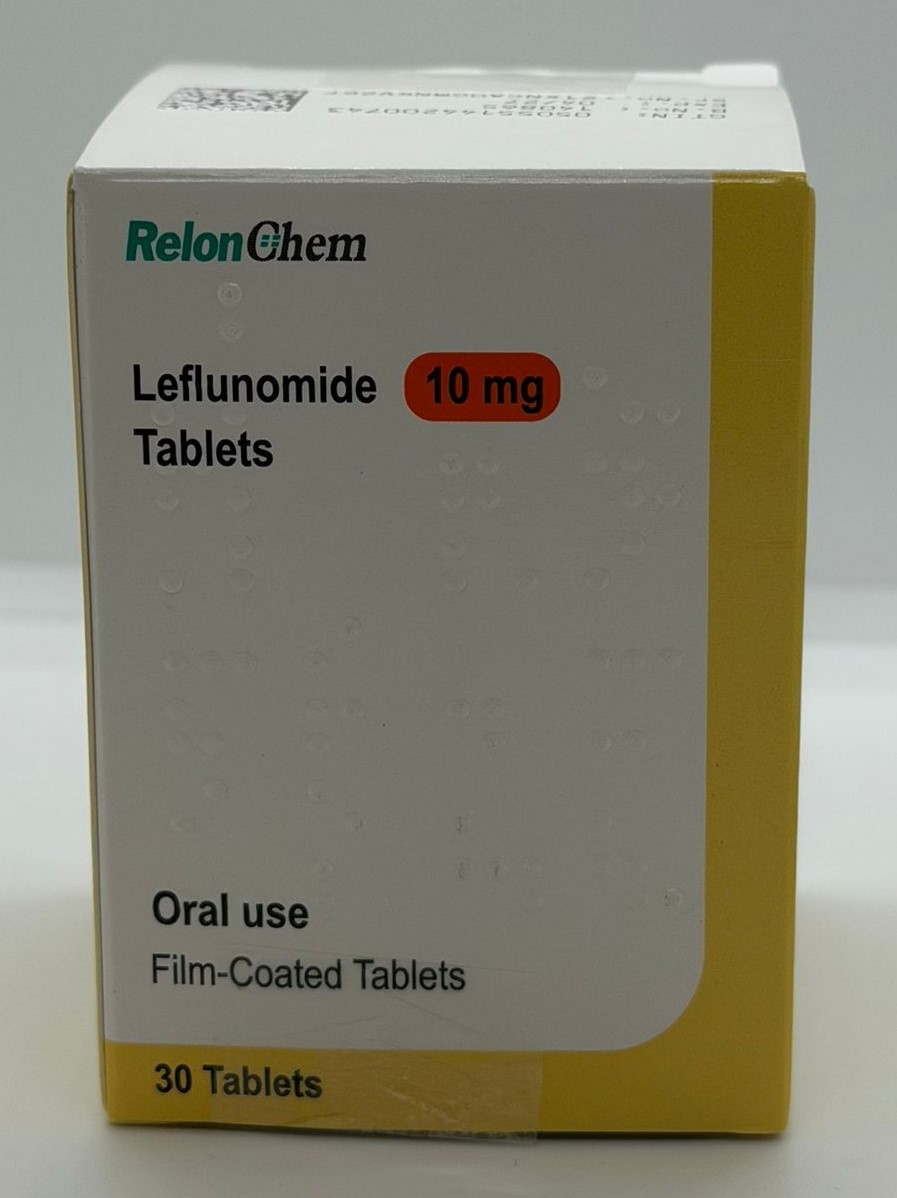 RelonChem
Leflunomide 10 mg
Tablets
Oral use
Film-Coated Tablets
30 Tablets